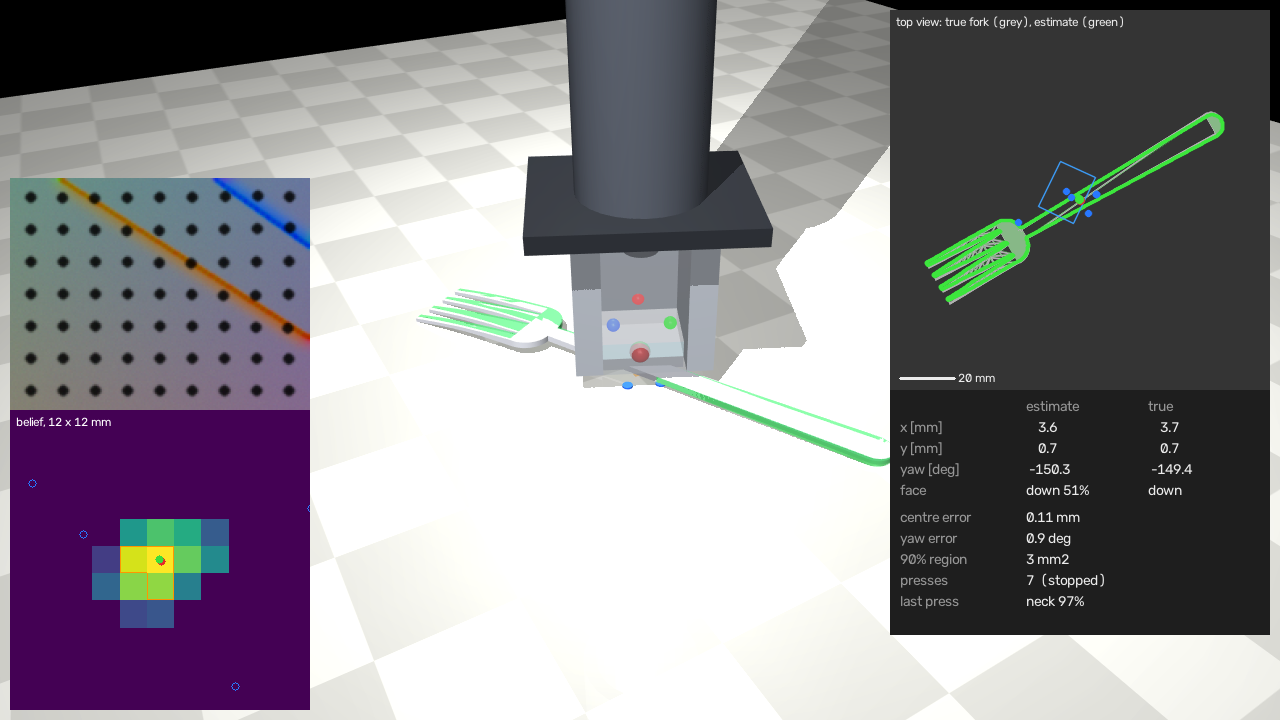 top view: true fork (grey), estimate (green)
20 mm
belief, 12 x 12 mm
estimate true
x [mm] 3.6 3.7
y [mm] 0.7 0.7
yaw [deg] -150.3 -149.4
face down 51% down
centre error 0.11 mm
yaw error 0.9 deg
90% region 3 mm2
presses 7 (stopped)
last press neck 97%